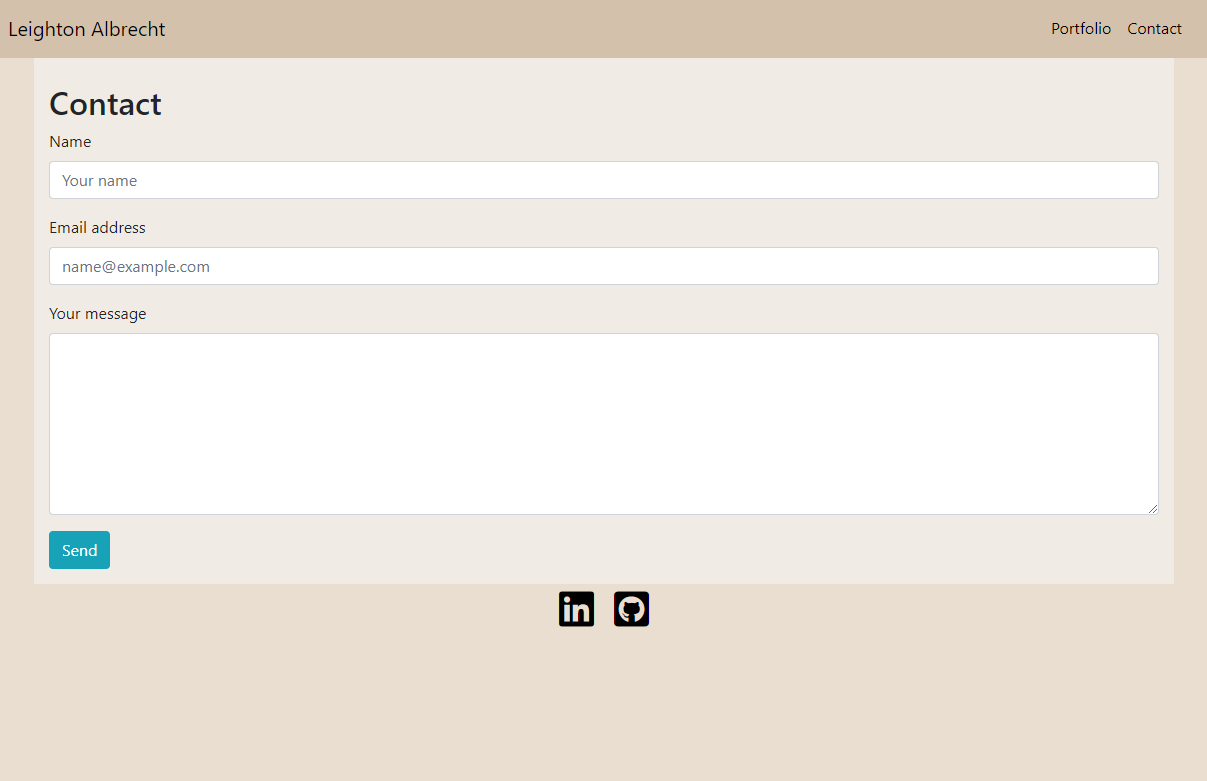 Leighton Albrecht
Portfolio Contact
Contact
Name
Your name
Email address
name@example.com
Your message
Send
in